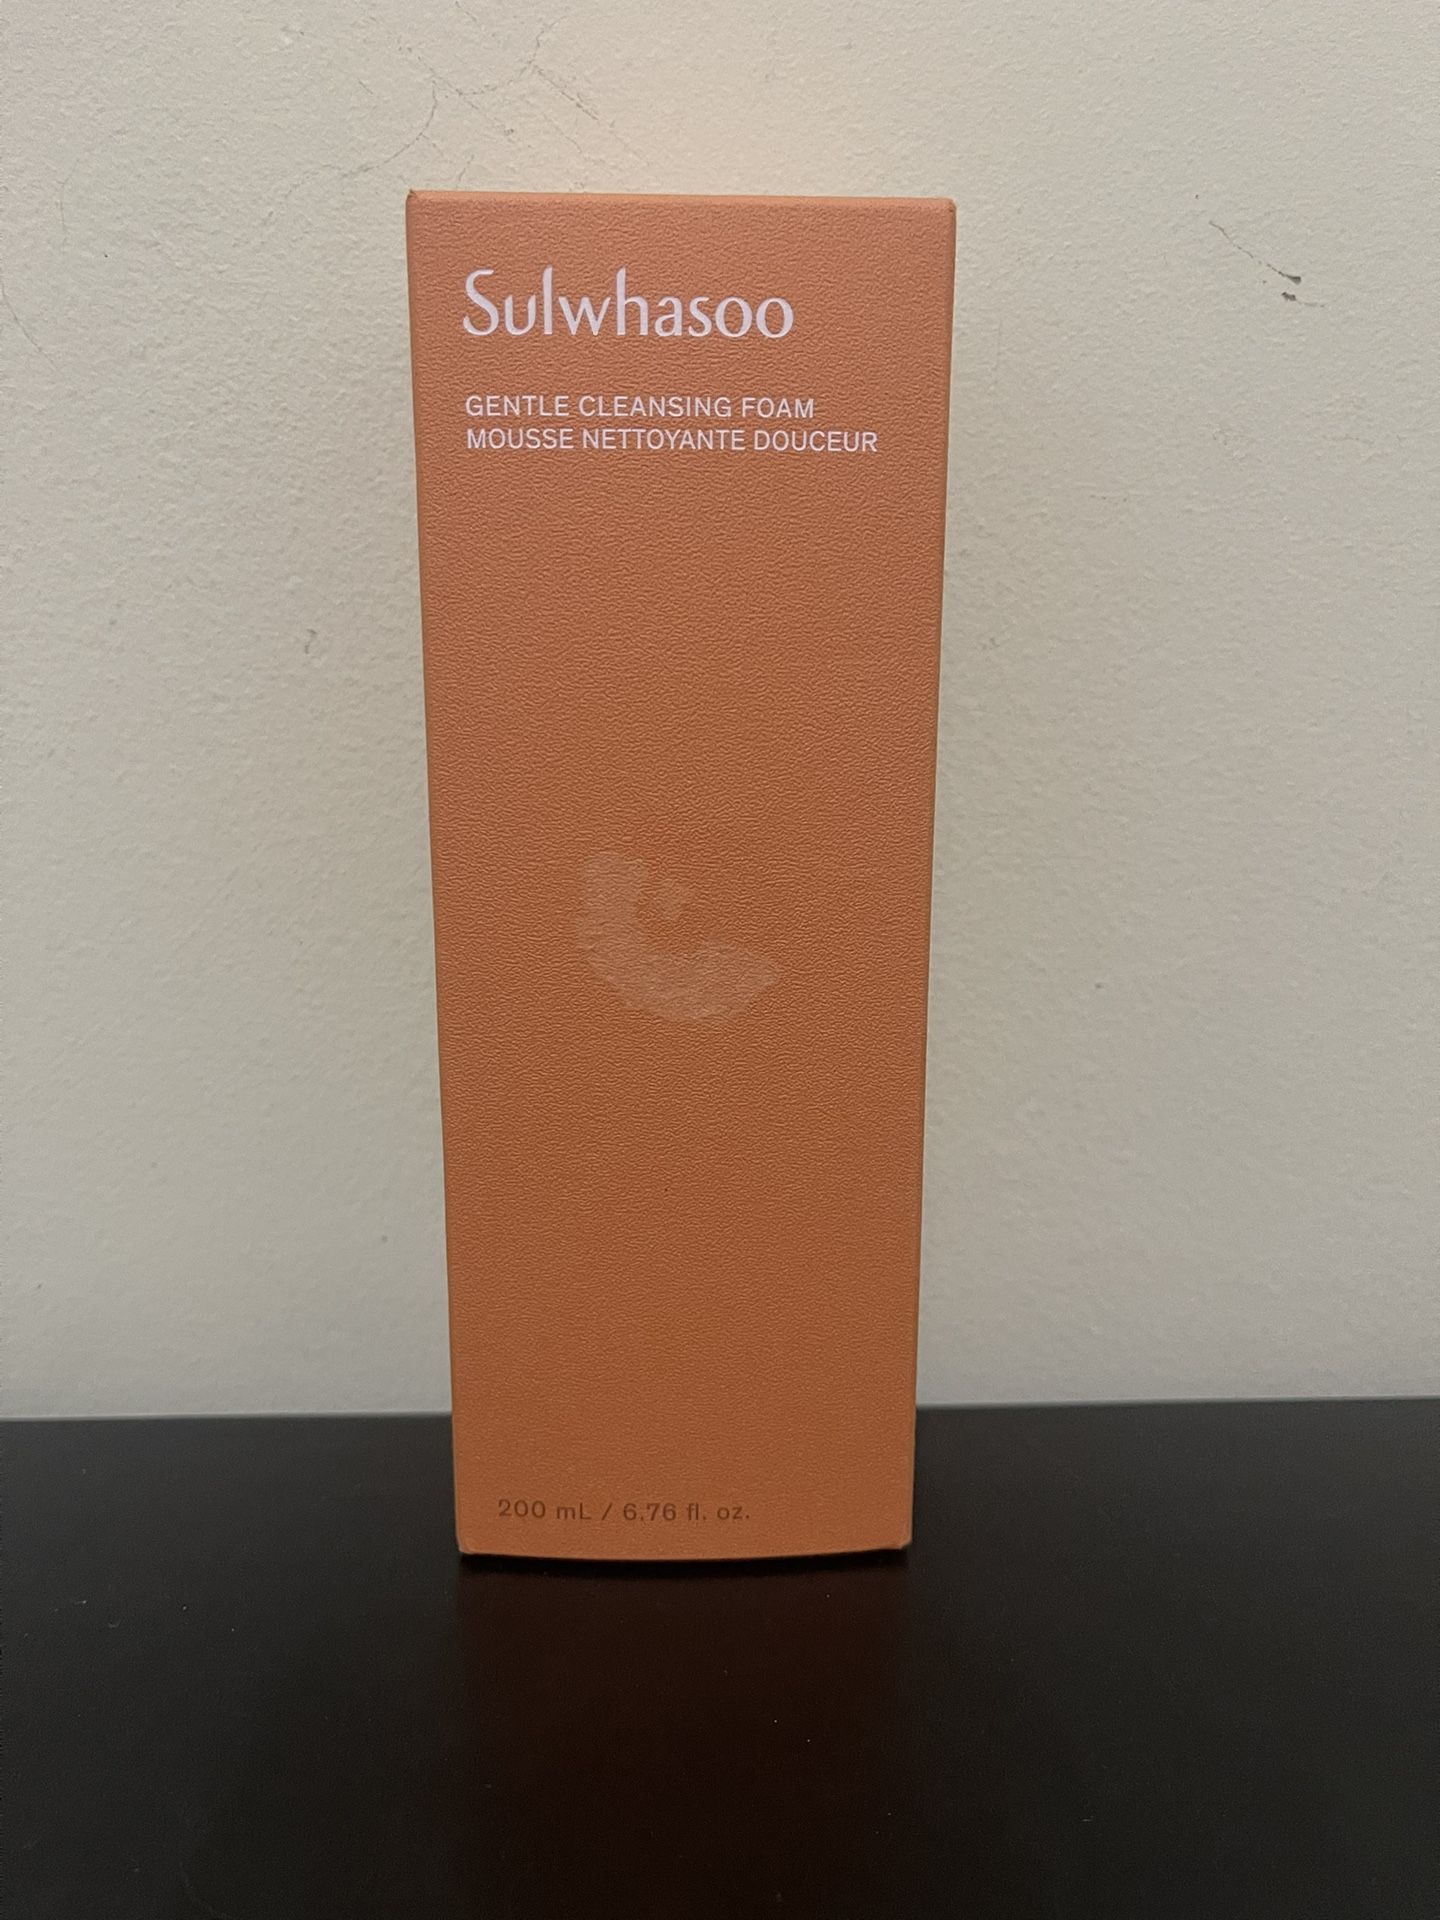 Sulwhasoo
GENTLE CLEANSING FOAM
MOUSSE NETTOYANTE DOUCEUR
200 mL / 6.76 fl. oz.